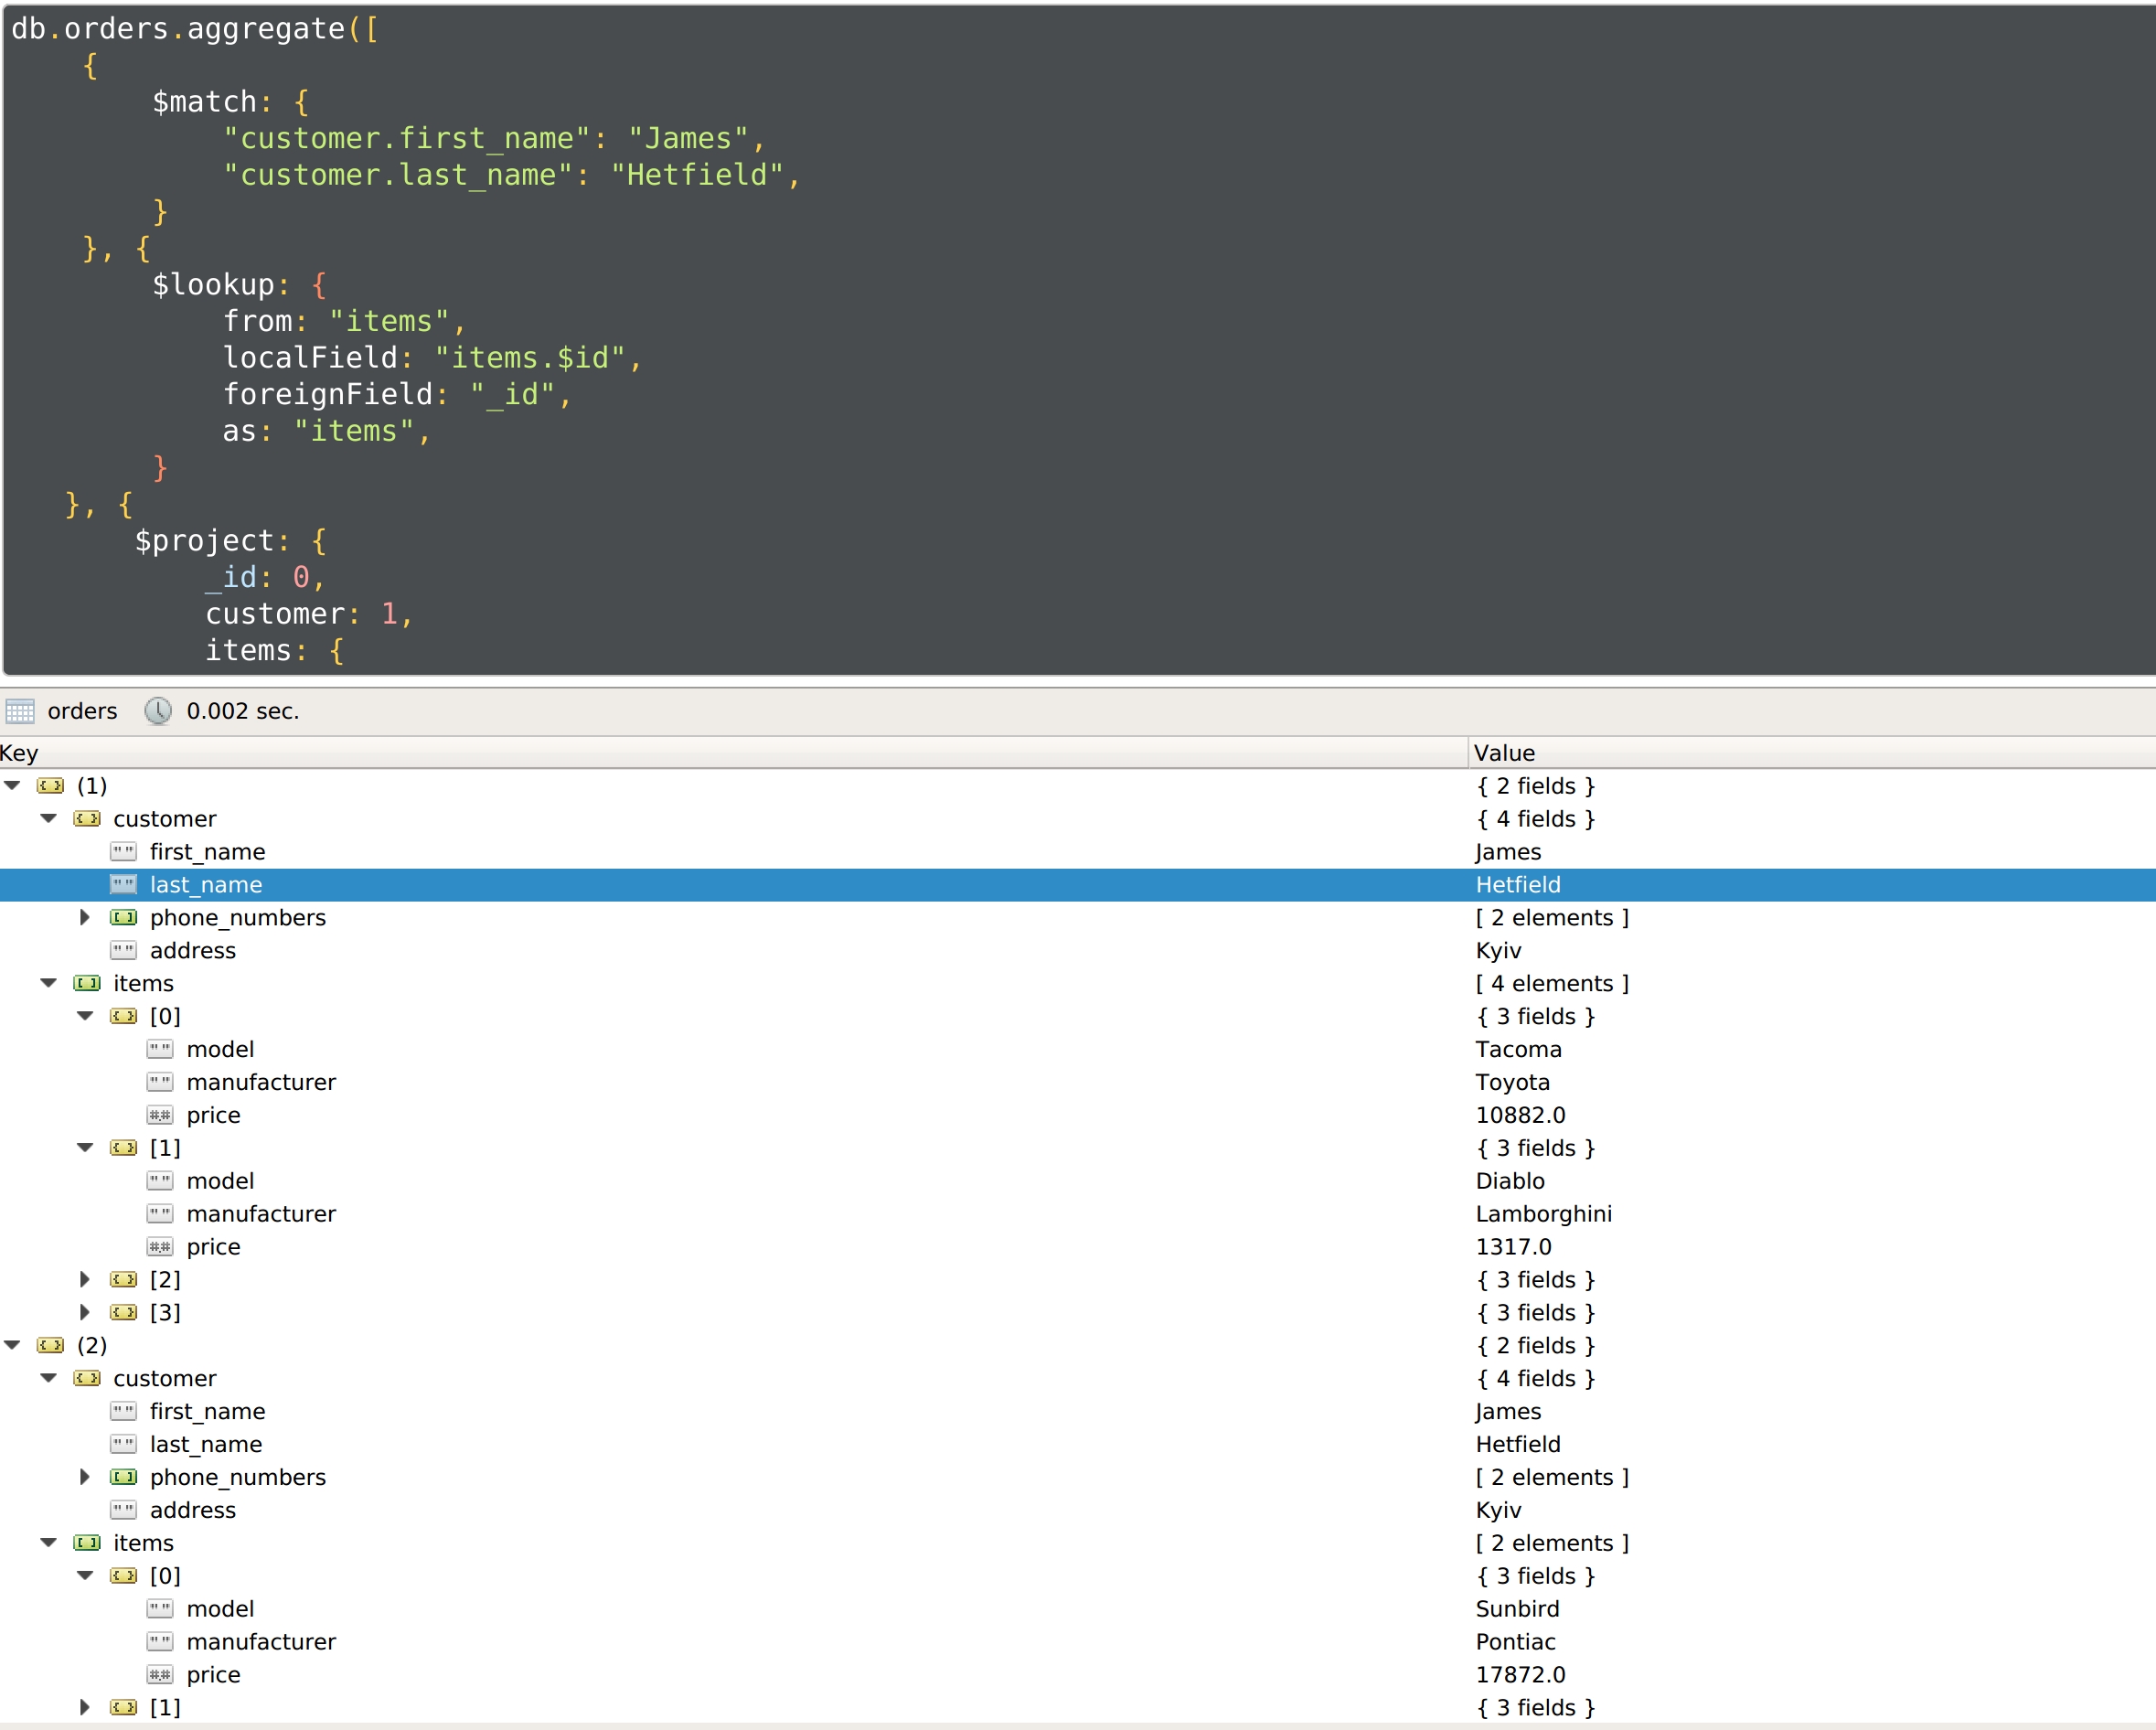 db.orders.aggregate([
{
$match: {
"customer.first_name": "James",
"customer.last_name": "Hetfield",
}
}, {
$lookup: {
from: "items",
localField: "items.$id",
foreignField: "_id",
as: "items",
}
}, {
$project: {
_id: 0,
customer: 1,
items: {
orders 0.002 sec.
Key Value
(1) { 2 fields }
customer { 4 fields }
first_name James
last_name Hetfield
phone_numbers [ 2 elements ]
address Kyiv
items [ 4 elements ]
[0] { 3 fields }
model Tacoma
manufacturer Toyota
price 10882.0
[1] { 3 fields }
model Diablo
manufacturer Lamborghini
price 1317.0
[2] { 3 fields }
[3] { 3 fields }
(2) { 2 fields }
customer { 4 fields }
first_name James
last_name Hetfield
phone_numbers [ 2 elements ]
address Kyiv
items [ 2 elements ]
[0] { 3 fields }
model Sunbird
manufacturer Pontiac
price 17872.0
[1] { 3 fields }